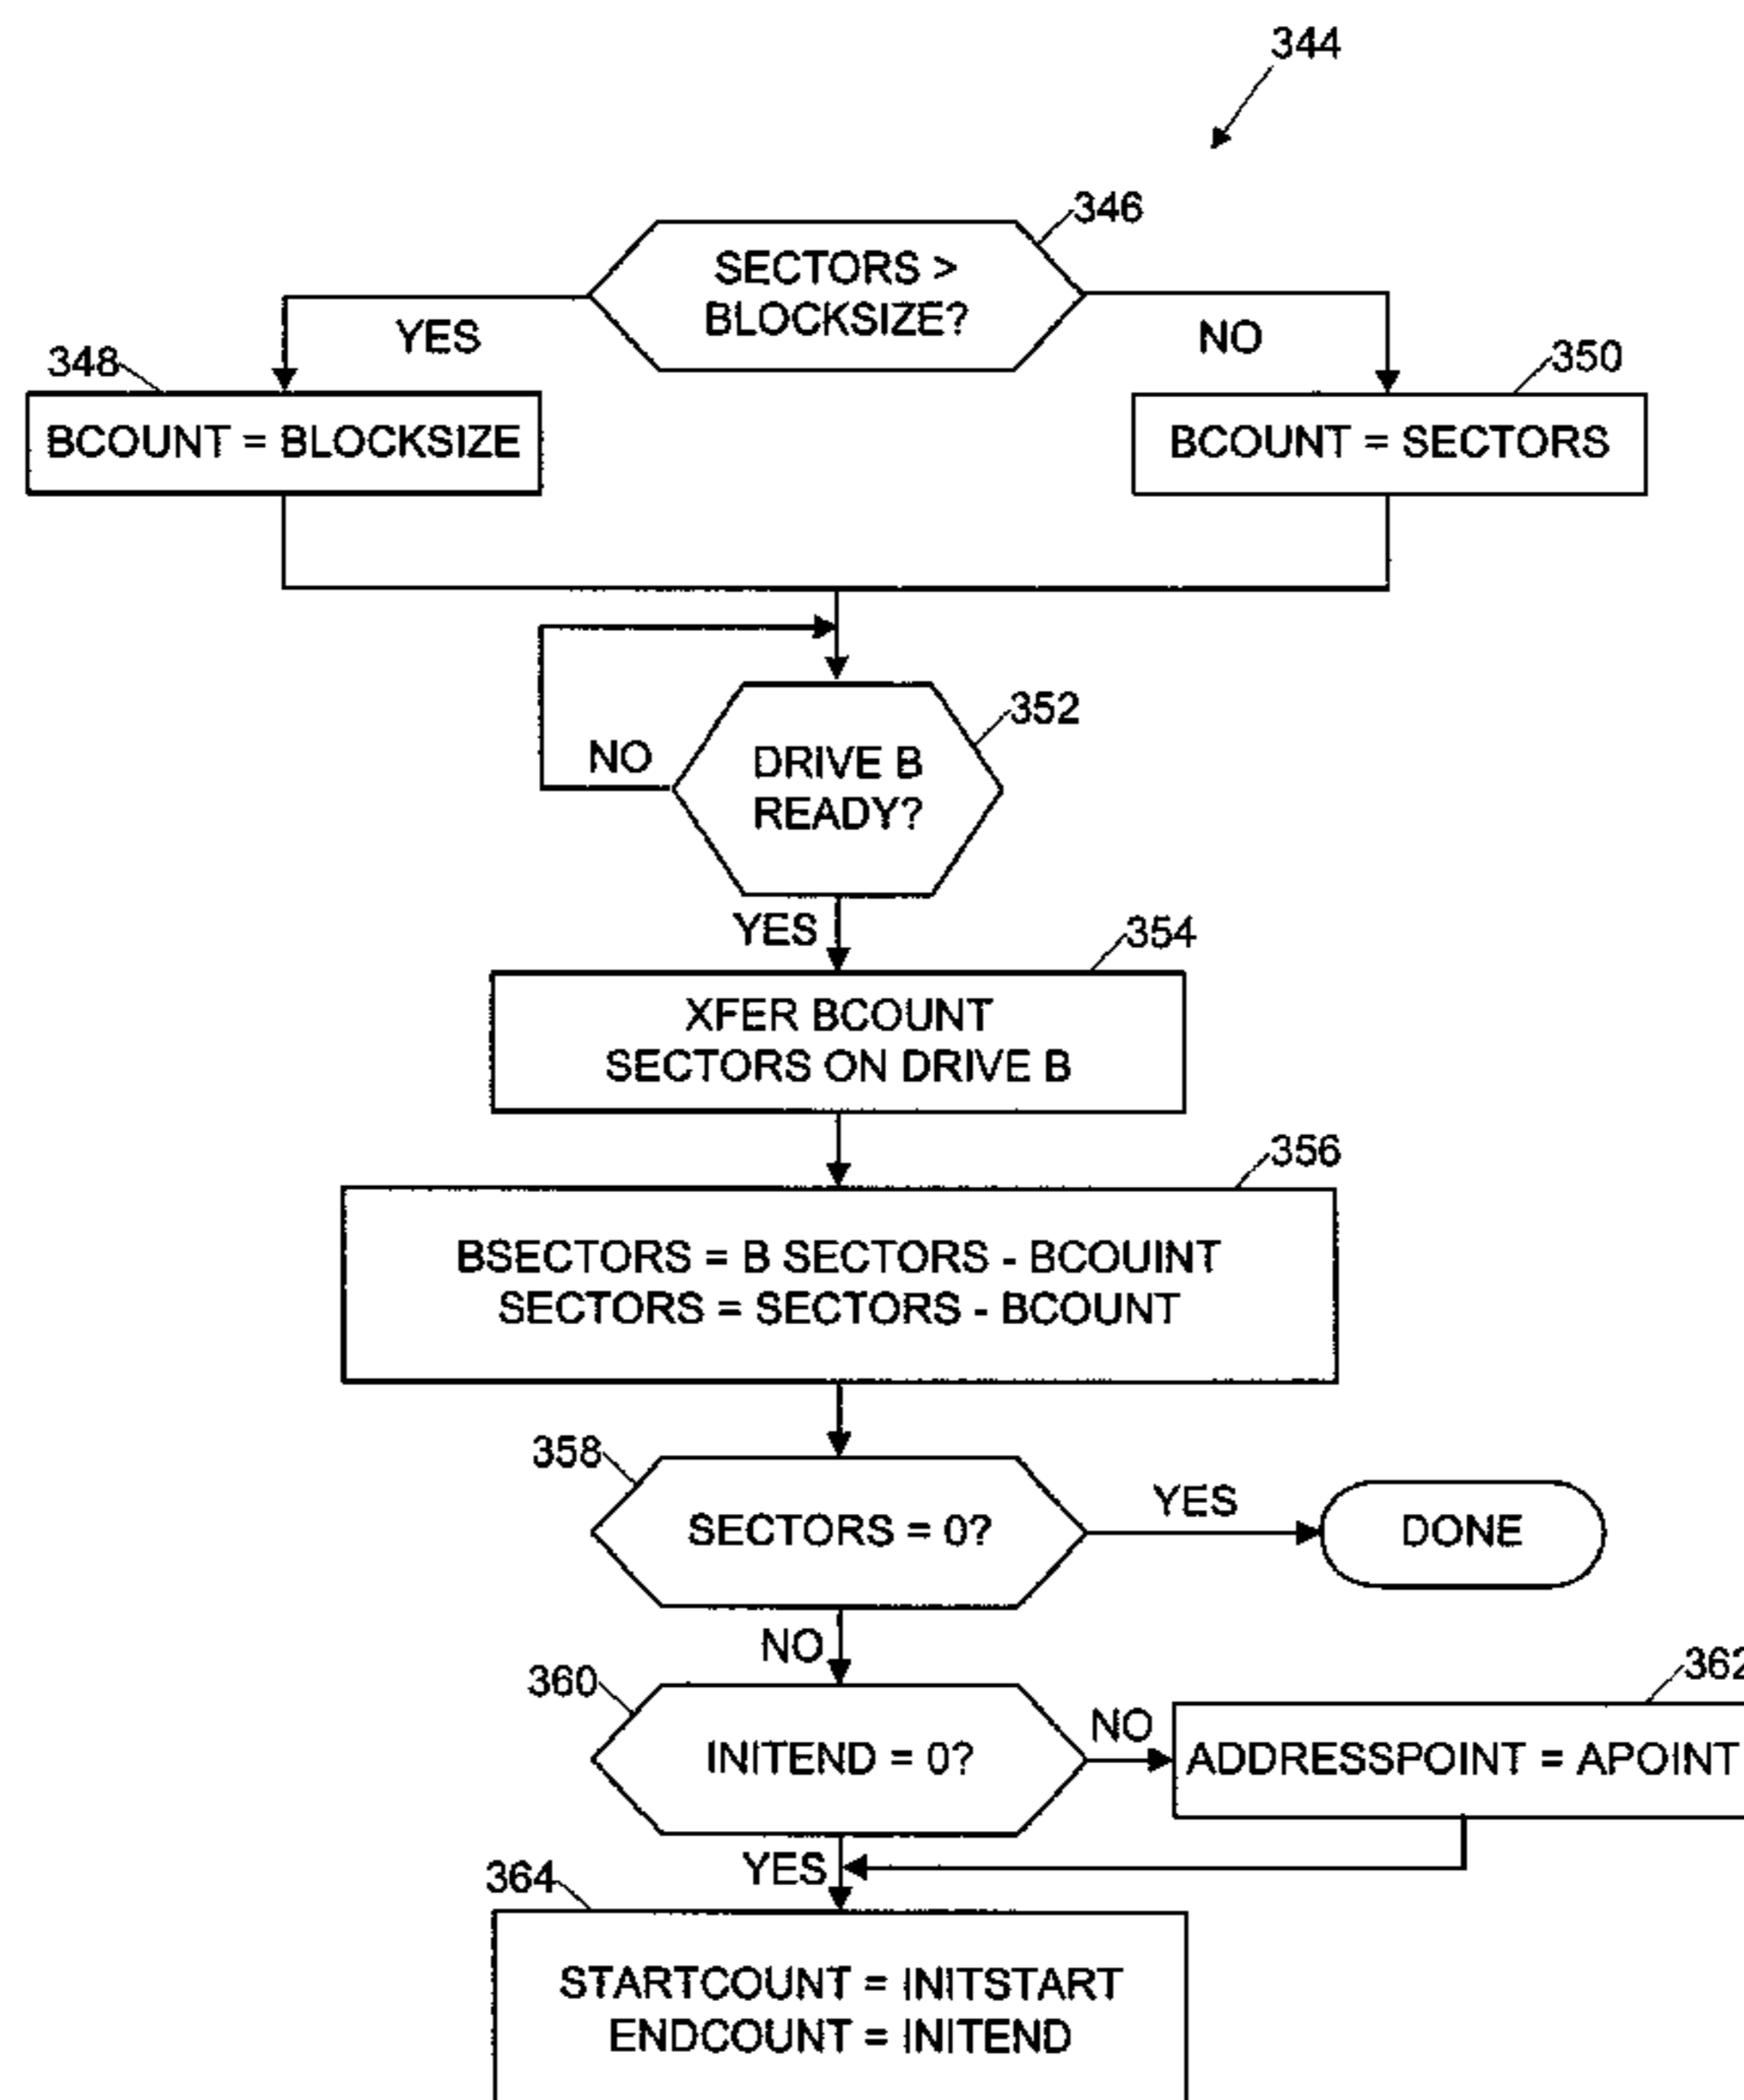 344
346
SECTORS >
BLOCKSIZE?
YES
NO
348
350
BCOUNT = BLOCKSIZE
BCOUNT = SECTORS
352
NO
DRIVE B
READY?
YES
354
XFER BCOUNT
SECTORS ON DRIVE B
356
BSECTORS = B SECTORS - BCOUINT
SECTORS = SECTORS - BCOUNT
358
SECTORS = 0?
YES
DONE
NO
360
362
INITEND = 0?
NO
ADDRESSPOINT = APOINT
YES
364
STARTCOUNT = INITSTART
ENDCOUNT = INITEND